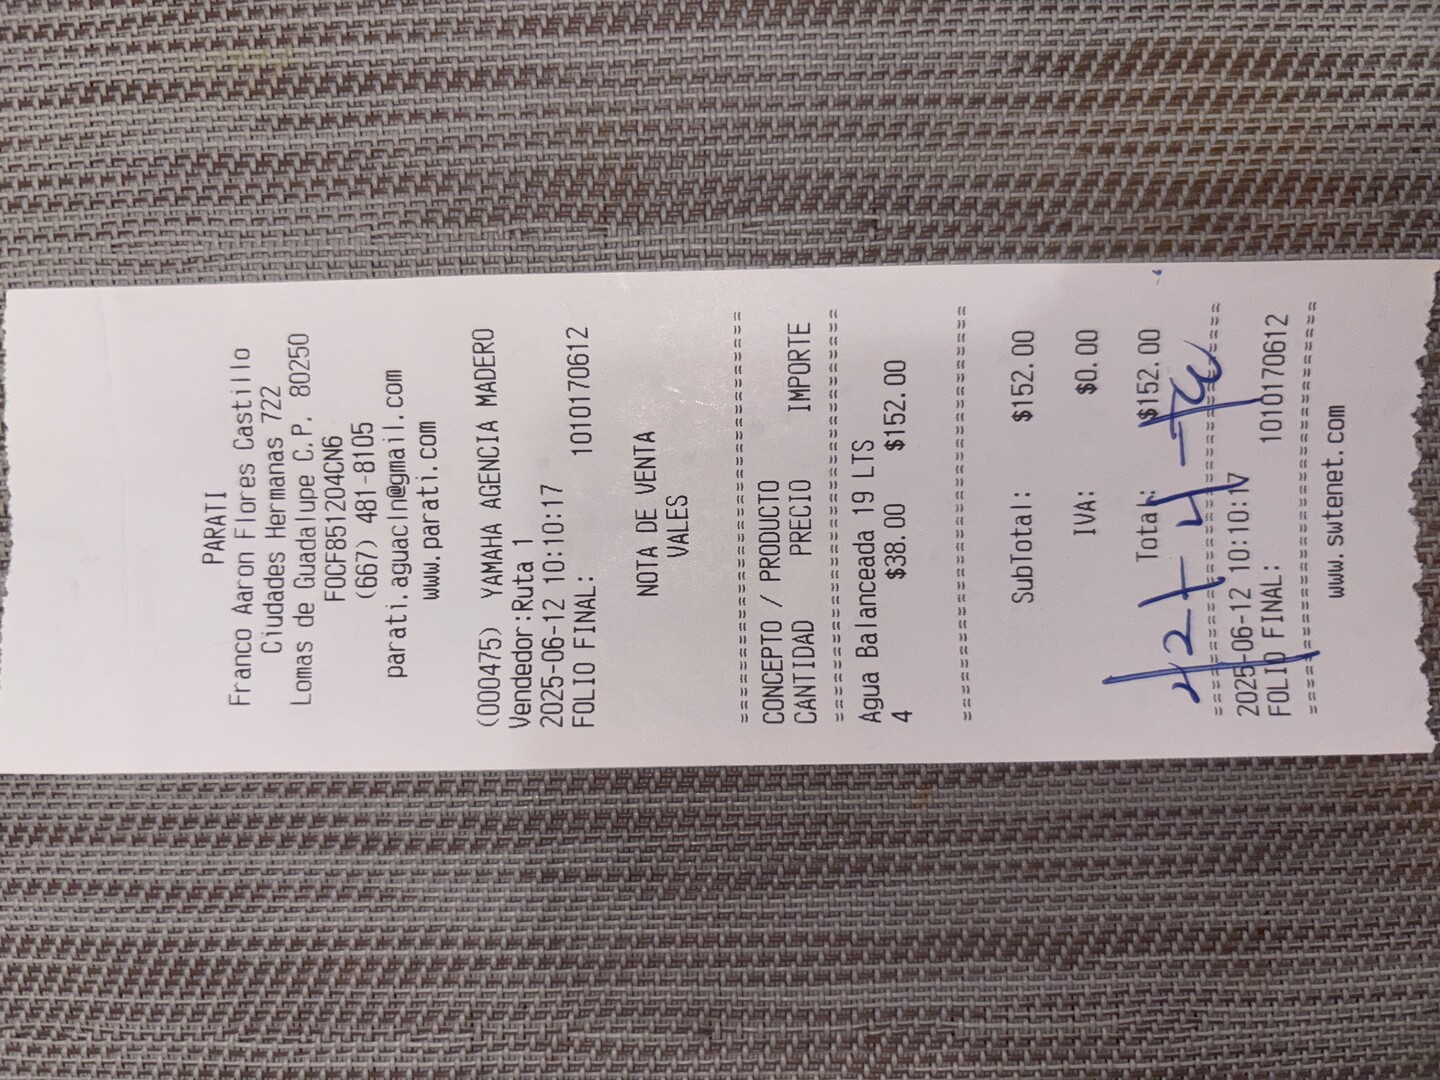 PARATI
Franco Aaron Flores Castillo
Ciudades Hermanas 722
Lomas de Guadalupe C.P. 80250
FOCF851204CN6
(667) 481-8105
parati.aguacln@gmail.com
www.parati.com
(000475) YAMAHA AGENCIA MADERO
Vendedor:Ruta 1
2025-06-12 10:10:17
FOLIO FINAL: 1010170612
NOTA DE VENTA
VALES
==============================
CONCEPTO / PRODUCTO
CANTIDAD PRECIO IMPORTE
==============================
Agua Balanceada 19 LTS
4 $38.00 $152.00
==============================
SubTotal: $152.00
IVA: $0.00
Total: $152.00
==============================
2025-06-12 10:10:17
FOLIO FINAL: 1010170612
==============================
www.swtenet.com